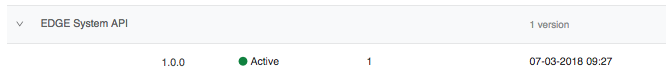 EDGE System API 1 version
1.0.0 Active 1 07-03-2018 09:27